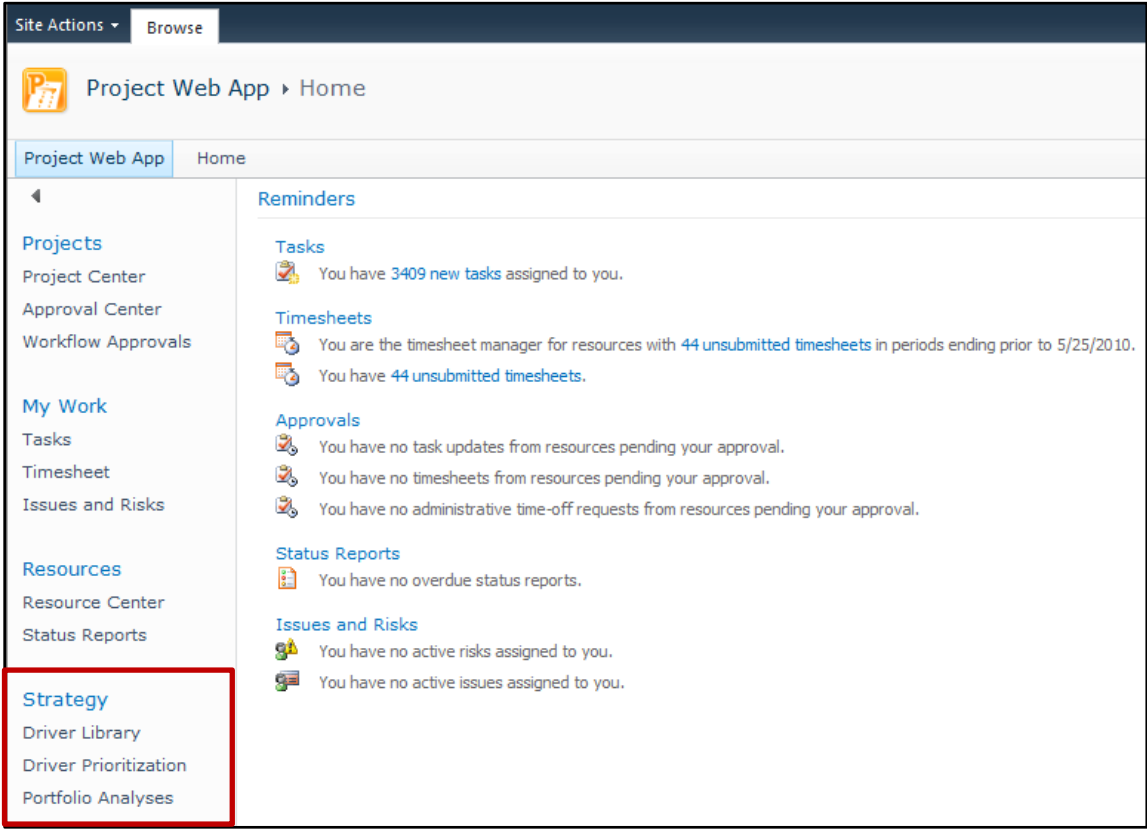 Site Actions
Browse
Project Web App ▸ Home
Project Web App
Home
Projects
Project Center
Approval Center
Workflow Approvals
My Work
Tasks
Timesheet
Issues and Risks
Resources
Resource Center
Status Reports
Strategy
Driver Library
Driver Prioritization
Portfolio Analyses
Reminders
Tasks
You have 3409 new tasks assigned to you.
Timesheets
You are the timesheet manager for resources with 44 unsubmitted timesheets in periods ending prior to 5/25/2010.
You have 44 unsubmitted timesheets.
Approvals
You have no task updates from resources pending your approval.
You have no timesheets from resources pending your approval.
You have no administrative time-off requests from resources pending your approval.
Status Reports
You have no overdue status reports.
Issues and Risks
You have no active risks assigned to you.
You have no active issues assigned to you.